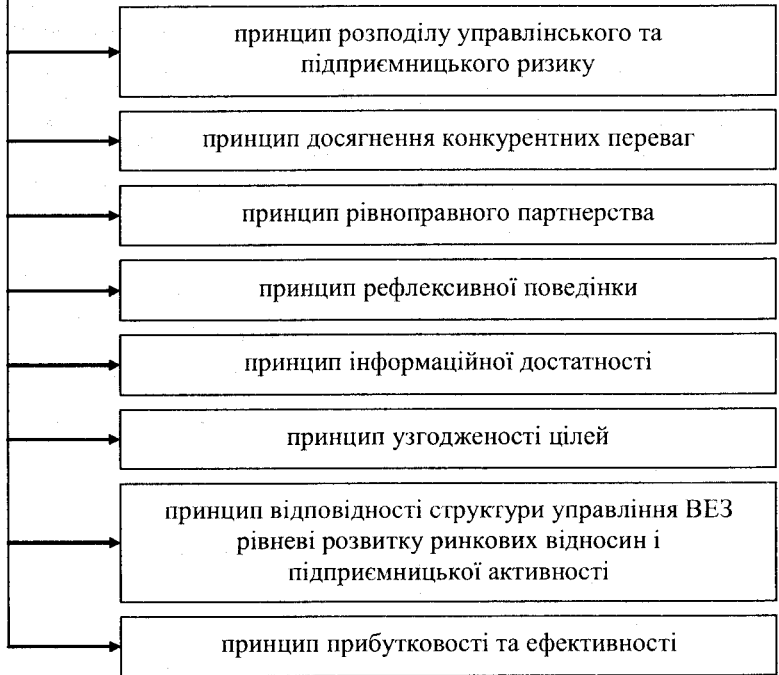 принцип розподілу управлінського та
підприємницького ризику
принцип досягнення конкурентних переваг
принцип рівноправного партнерства
принцип рефлексивної поведінки
принцип інформаційної достатності
принцип узгодженості цілей
принцип відповідності структури управління ВЕЗ
рівневі розвитку ринкових відносин і
підприємницької активності
принцип прибутковості та ефективності